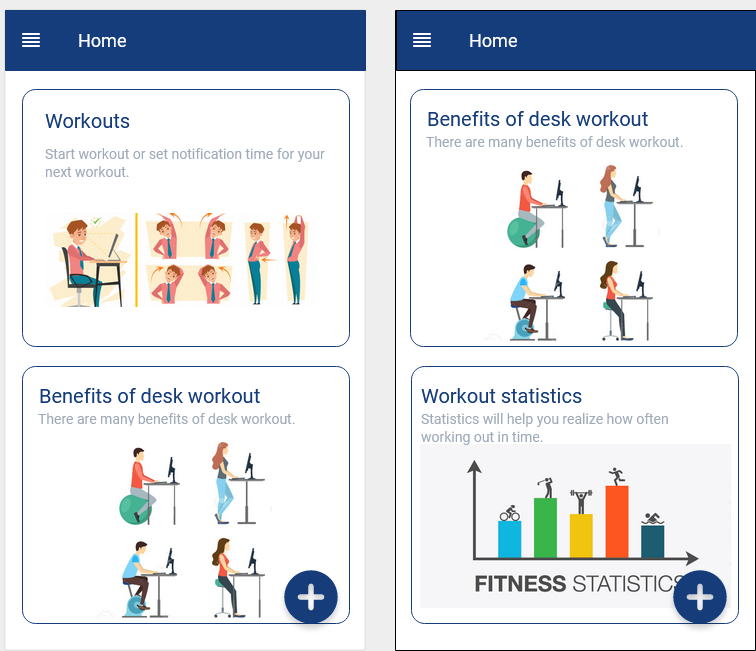 Home
Workouts
Start workout or set notification time for your
next workout.
Benefits of desk workout
There are many benefits of desk workout.
Home
Benefits of desk workout
There are many benefits of desk workout.
Workout statistics
Statistics will help you realize how often
working out in time.
FITNESS STATISTICS